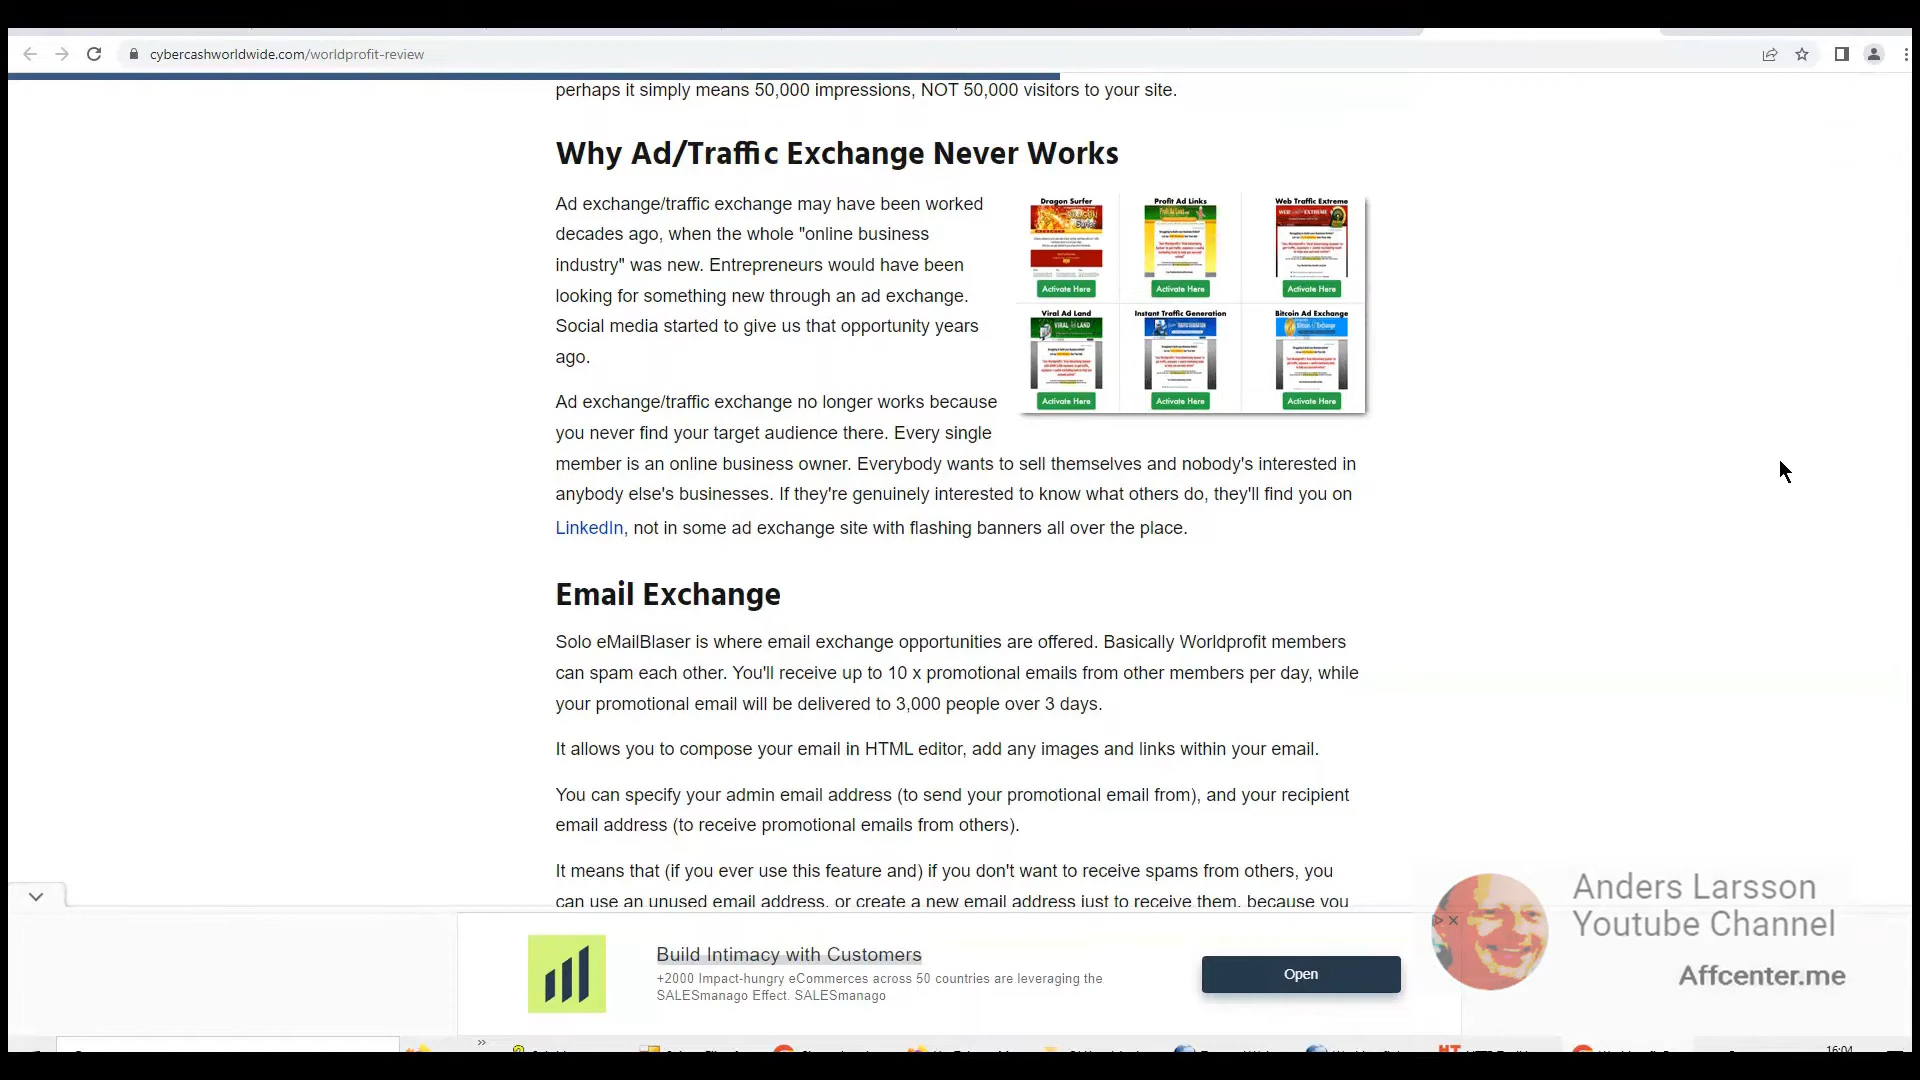 cybercashworldwide.com/worldprofit-review
perhaps it simply means 50,000 impressions, NOT 50,000 visitors to your site.
Why Ad/Traffic Exchange Never Works
Ad exchange/traffic exchange may have been worked
decades ago, when the whole "online business
industry" was new. Entrepreneurs would have been
looking for something new through an ad exchange.
Social media started to give us that opportunity years
ago.
Dragon Surfer Profit Ad Links Web Traffic Extreme
Activate Here Activate Here Activate Here
Viral Ad Land Instant Traffic Generation Bitcoin Ad Exchange
Activate Here Activate Here Activate Here
Ad exchange/traffic exchange no longer works because
you never find your target audience there. Every single
member is an online business owner. Everybody wants to sell themselves and nobody's interested in
anybody else's businesses. If they're genuinely interested to know what others do, they'll find you on
LinkedIn, not in some ad exchange site with flashing banners all over the place.
Email Exchange
Solo eMailBlaser is where email exchange opportunities are offered. Basically Worldprofit members
can spam each other. You'll receive up to 10 x promotional emails from other members per day, while
your promotional email will be delivered to 3,000 people over 3 days.
It allows you to compose your email in HTML editor, add any images and links within your email.
You can specify your admin email address (to send your promotional email from), and your recipient
email address (to receive promotional emails from others).
It means that (if you ever use this feature and) if you don't want to receive spams from others, you
can use an unused email address, or create a new email address just to receive them, because you
Build Intimacy with Customers
+2000 Impact-hungry eCommerces across 50 countries are leveraging the
SALESmanago Effect. SALESmanago
Open
Anders Larsson
Youtube Channel
Affcenter.me
16:04